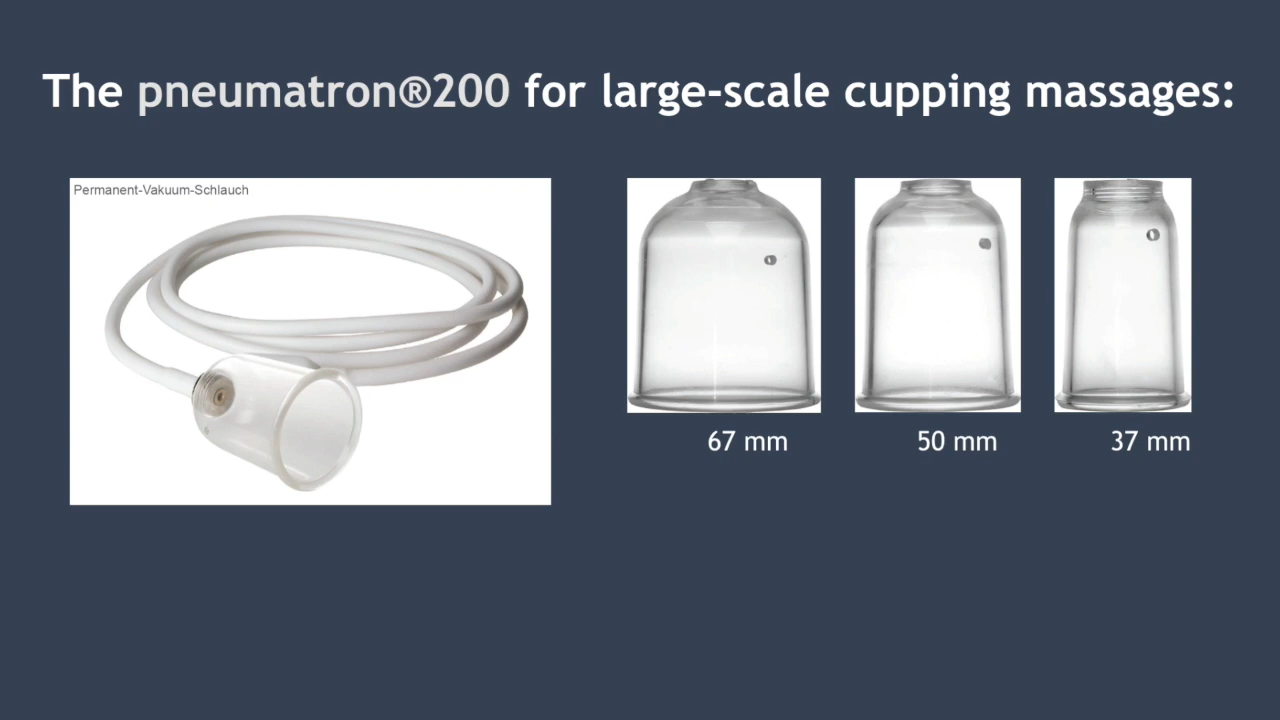 The pneumatron®200 for large-scale cupping massages:
Permanent-Vakuum-Schlauch
67 mm
50 mm
37 mm